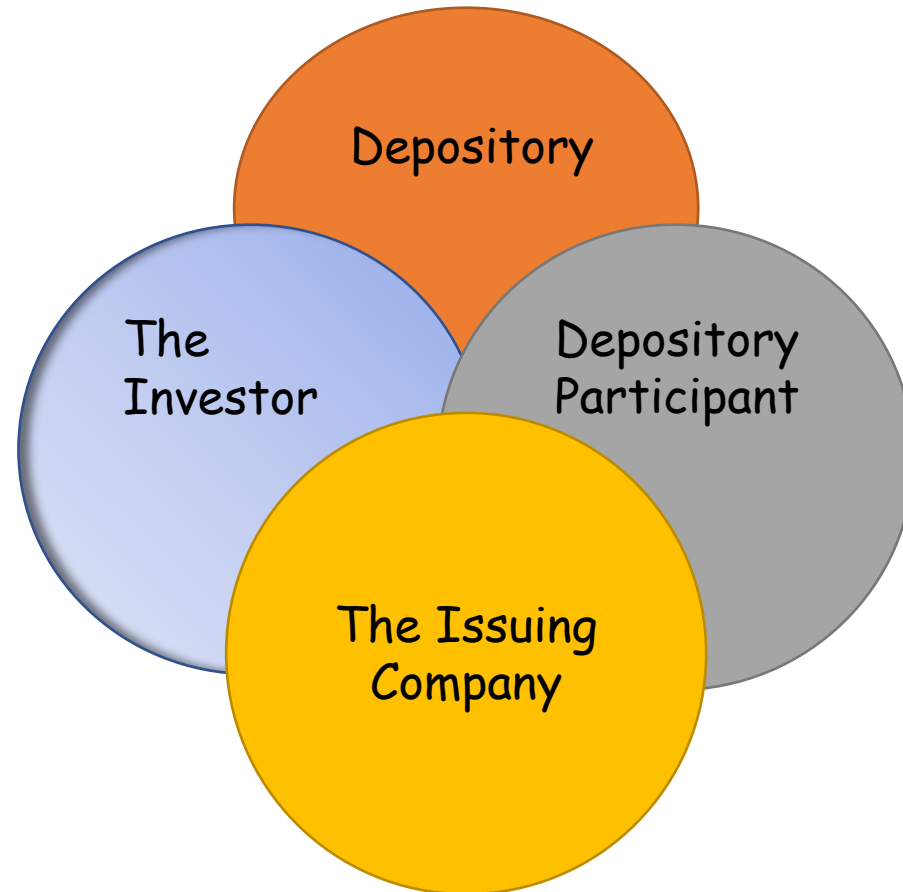 Depository
The
Investor
Depository
Participant
The Issuing
Company